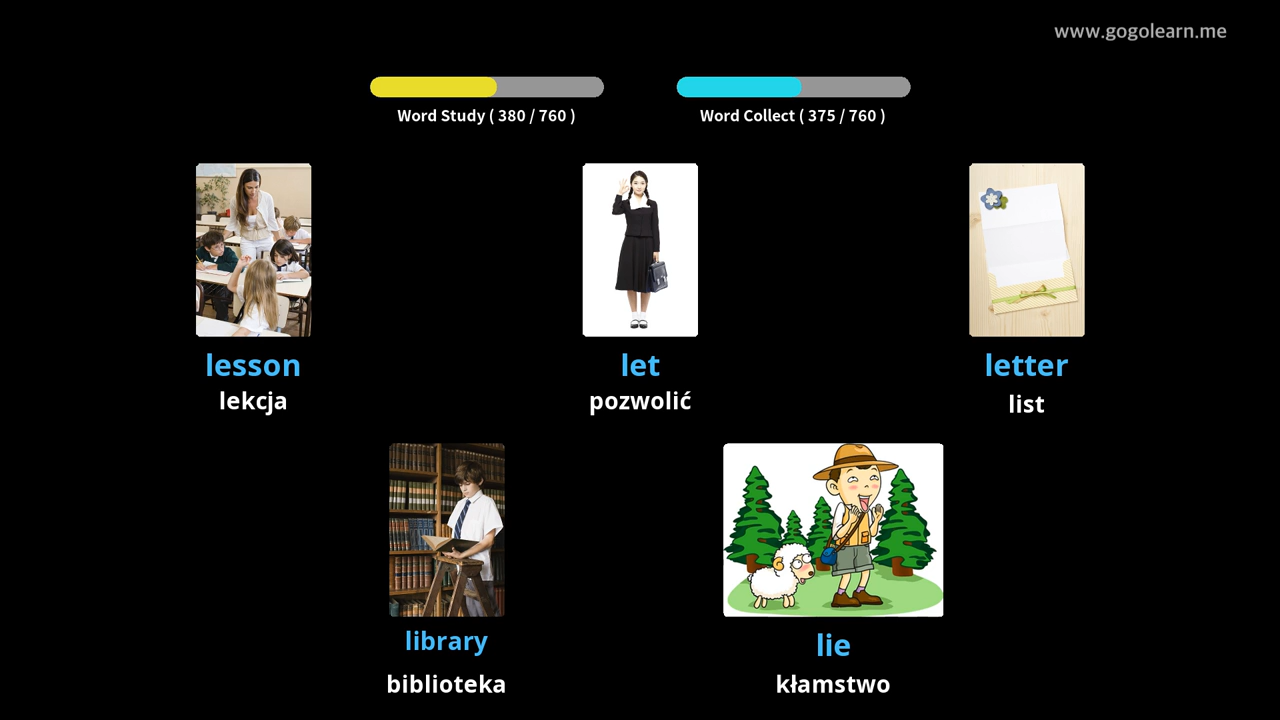 www.gogolearn.me
Word Study ( 380 / 760 )
Word Collect ( 375 / 760 )
lesson
lekcja
let
pozwolić
letter
list
library
biblioteka
lie
kłamstwo